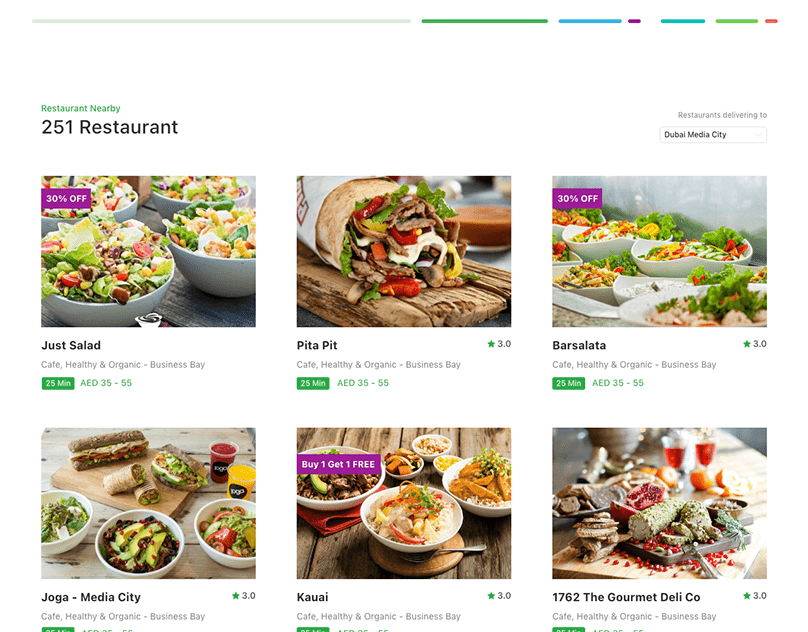 Restaurant Nearby
251 Restaurant
Restaurants delivering to
Dubai Media City
30% OFF
30% OFF
Just Salad
Pita Pit
3.0
Barsalata
3.0
Cafe, Healthy & Organic - Business Bay
Cafe, Healthy & Organic - Business Bay
Cafe, Healthy & Organic - Business Bay
25 Min AED 35 - 55
25 Min AED 35 - 55
25 Min AED 35 - 55
Buy 1 Get 1 FREE
Joga - Media City
3.0
Kauai
3.0
1762 The Gourmet Deli Co
3.0
Cafe, Healthy & Organic - Business Bay
Cafe, Healthy & Organic - Business Bay
Cafe, Healthy & Organic - Business Bay